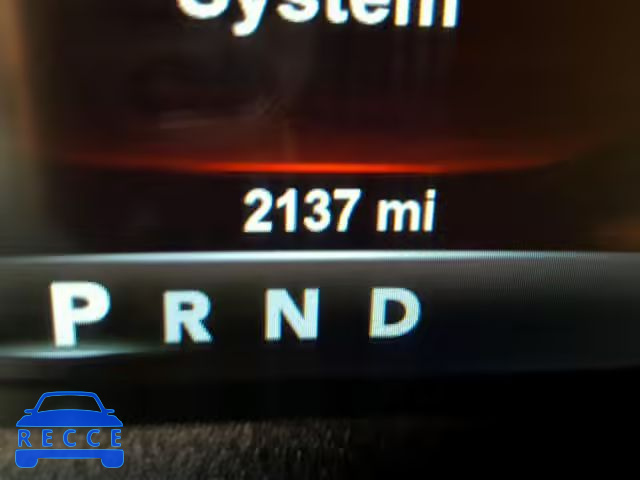 System
2137 mi
P R N D
RECCE